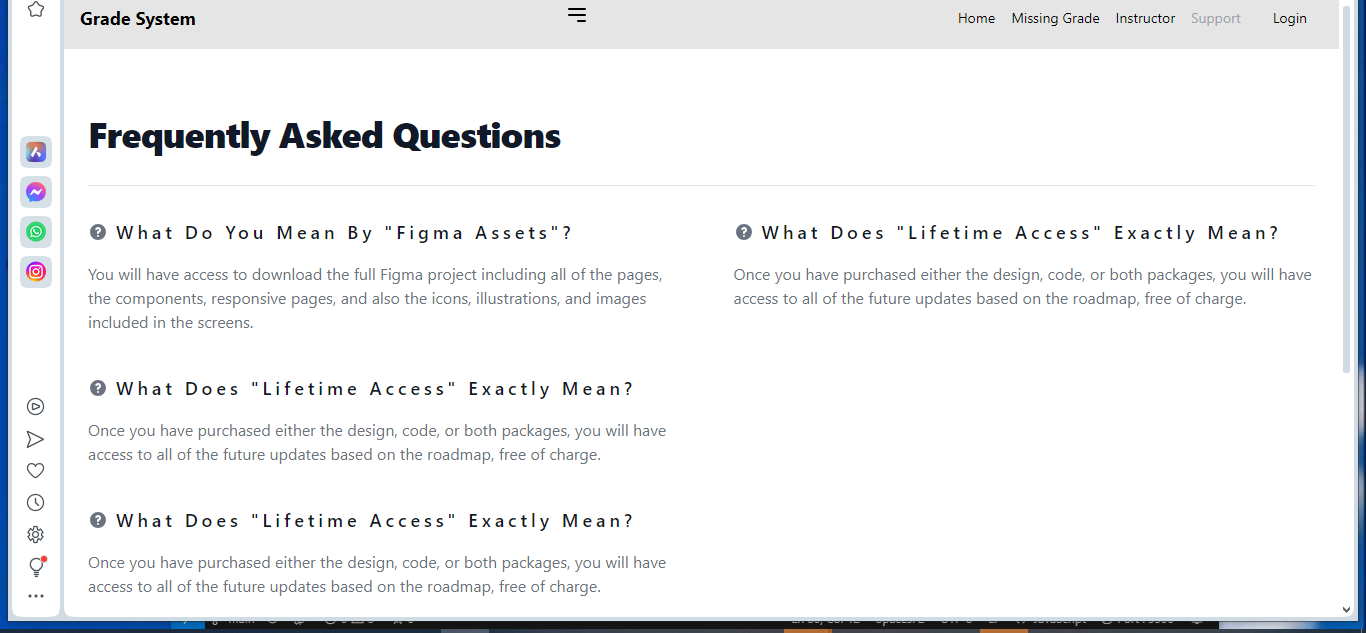 Grade System
Home Missing Grade Instructor Support Login
Frequently Asked Questions
What Do You Mean By "Figma Assets"?
You will have access to download the full Figma project including all of the pages,
the components, responsive pages, and also the icons, illustrations, and images
included in the screens.
What Does "Lifetime Access" Exactly Mean?
Once you have purchased either the design, code, or both packages, you will have
access to all of the future updates based on the roadmap, free of charge.
What Does "Lifetime Access" Exactly Mean?
Once you have purchased either the design, code, or both packages, you will have
access to all of the future updates based on the roadmap, free of charge.
What Does "Lifetime Access" Exactly Mean?
Once you have purchased either the design, code, or both packages, you will have
access to all of the future updates based on the roadmap, free of charge.